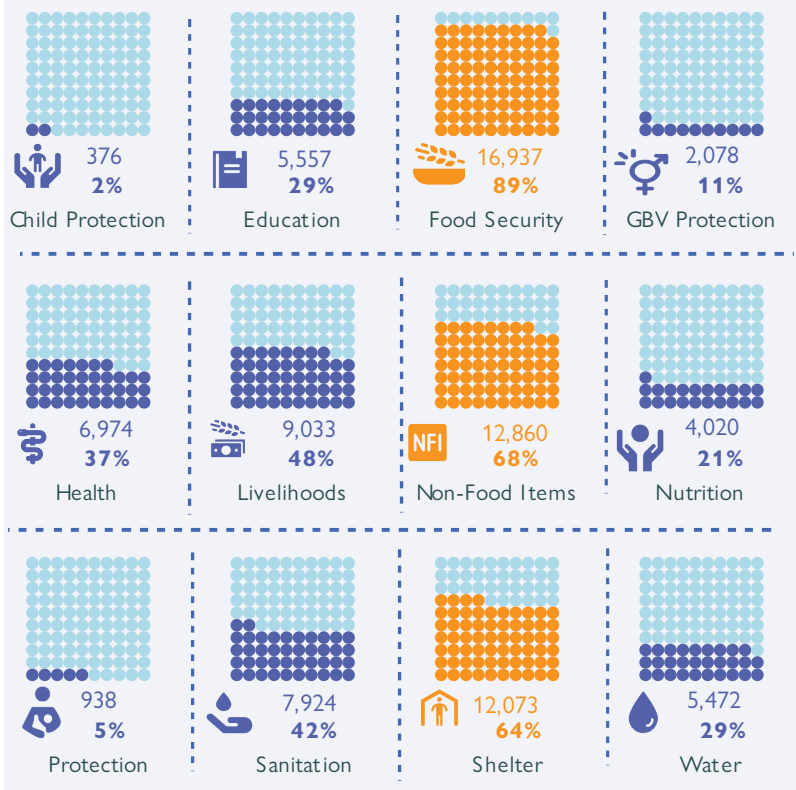 376
2%
Child Protection
5,557
29%
Education
16,937
89%
Food Security
2,078
11%
GBV Protection
6,974
37%
Health
9,033
48%
Livelihoods
NFI
12,860
68%
Non-Food Items
4,020
21%
Nutrition
938
5%
Protection
7,924
42%
Sanitation
12,073
64%
Shelter
5,472
29%
Water